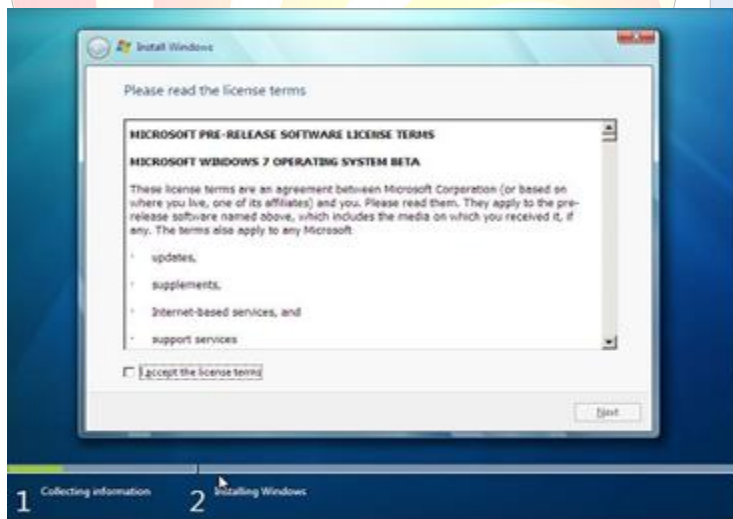 Install Windows
Please read the license terms
MICROSOFT PRE-RELEASE SOFTWARE LICENSE TERMS
MICROSOFT WINDOWS 7 OPERATING SYSTEM BETA
These license terms are an agreement between Microsoft Corporation (or based on
where you live, one of its affiliates) and you. Please read them. They apply to the pre-
release software named above, which includes the media on which you received it, if
any. The terms also apply to any Microsoft
· updates,
· supplements,
· Internet-based services, and
· support services
I accept the license terms
Next
1 Collecting information 2 Installing Windows